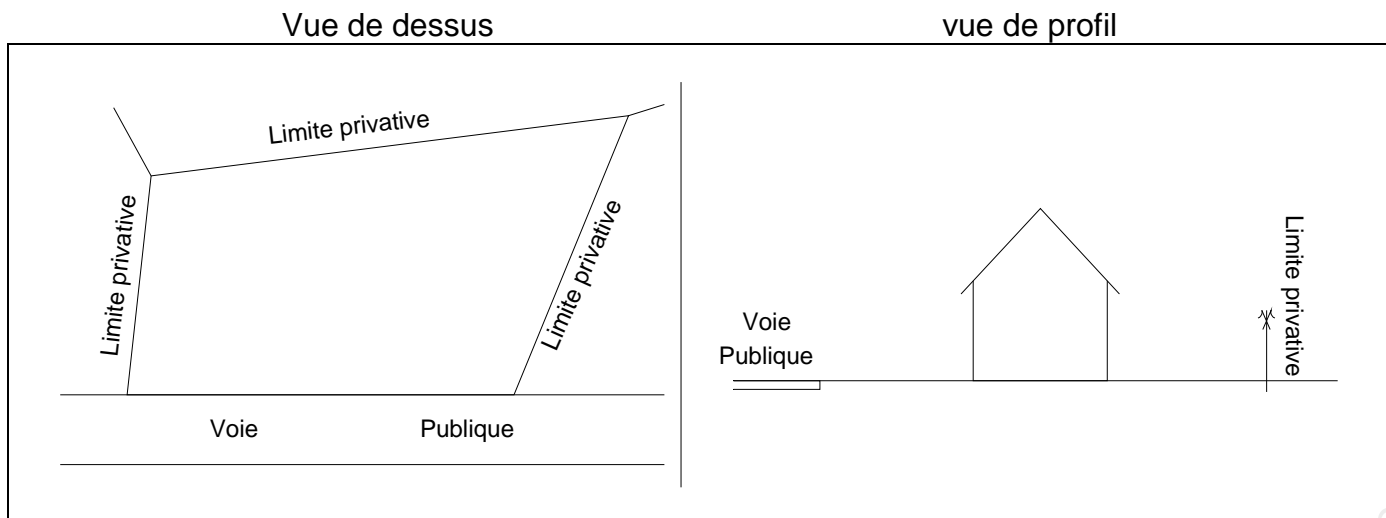 Vue de dessus
vue de profil
Limite privative
Limite privative
Limite privative
Voie Publique
Voie
Publique
Limite privative